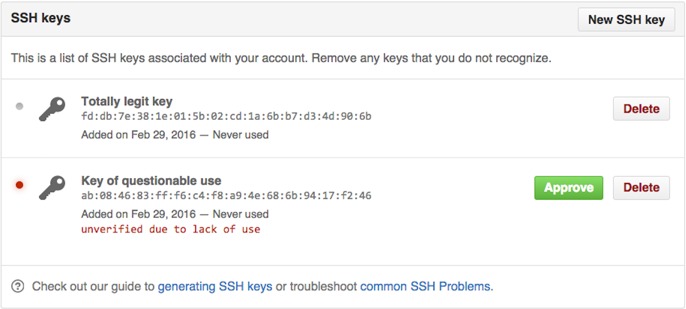 SSH keys
New SSH key
This is a list of SSH keys associated with your account. Remove any keys that you do not recognize.
Totally legit key
fd:db:7e:38:1e:01:5b:02:cd:1a:6b:b7:d3:4d:90:6b
Added on Feb 29, 2016 — Never used
Delete
Key of questionable use
ab:08:46:83:ff:f6:c4:f8:a9:4e:68:6b:94:17:f2:46
Added on Feb 29, 2016 — Never used
unverified due to lack of use
Approve
Delete
Check out our guide to generating SSH keys or troubleshoot common SSH Problems.